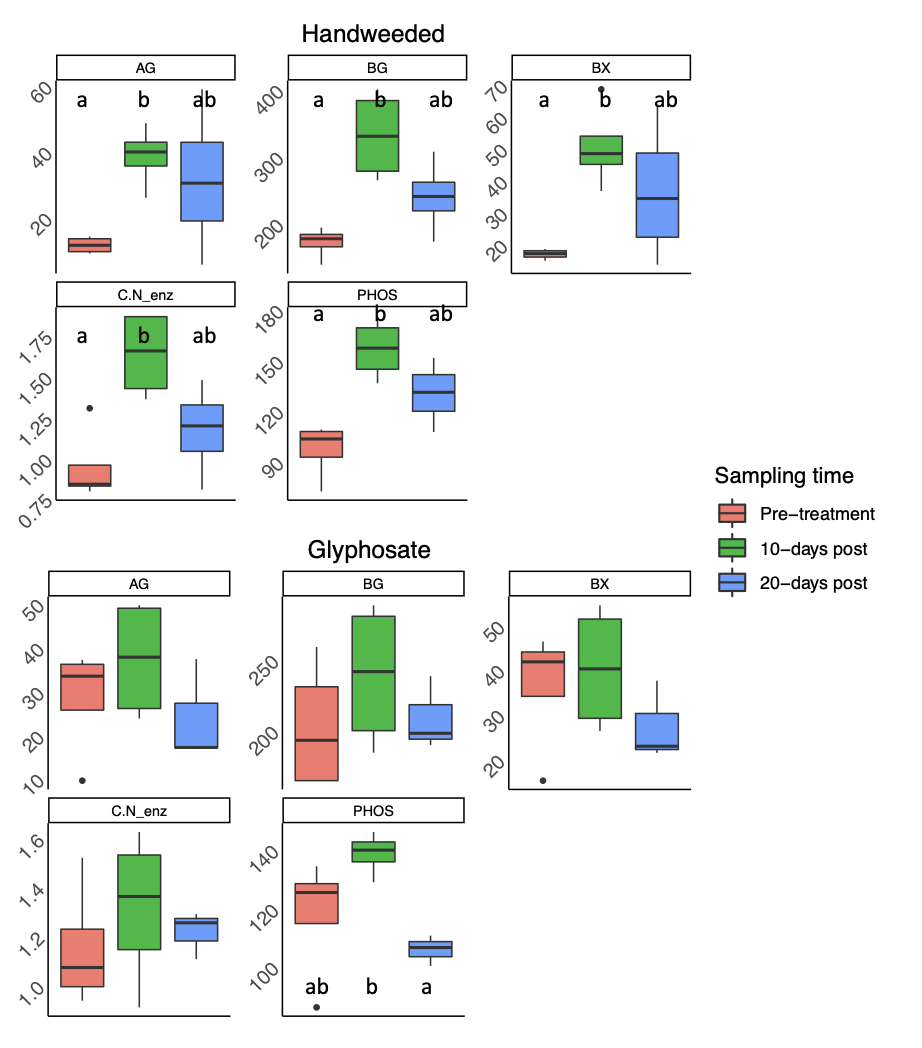 Handweeded
AG BG BX
60 40 20
a b ab
400 300 200
a b ab
70 60 50 40 30 20
a b ab
C.N_enz PHOS
1.75 1.50 1.25 1.00 0.75
a b ab
180 150 120 90
a b ab
Sampling time
Pre−treatment
10−days post
20−days post
Glyphosate
AG BG BX
50 40 30 20 10
250 200
50 40 30 20
C.N_enz PHOS
1.6 1.4 1.2 1.0
140 120 100
ab b a